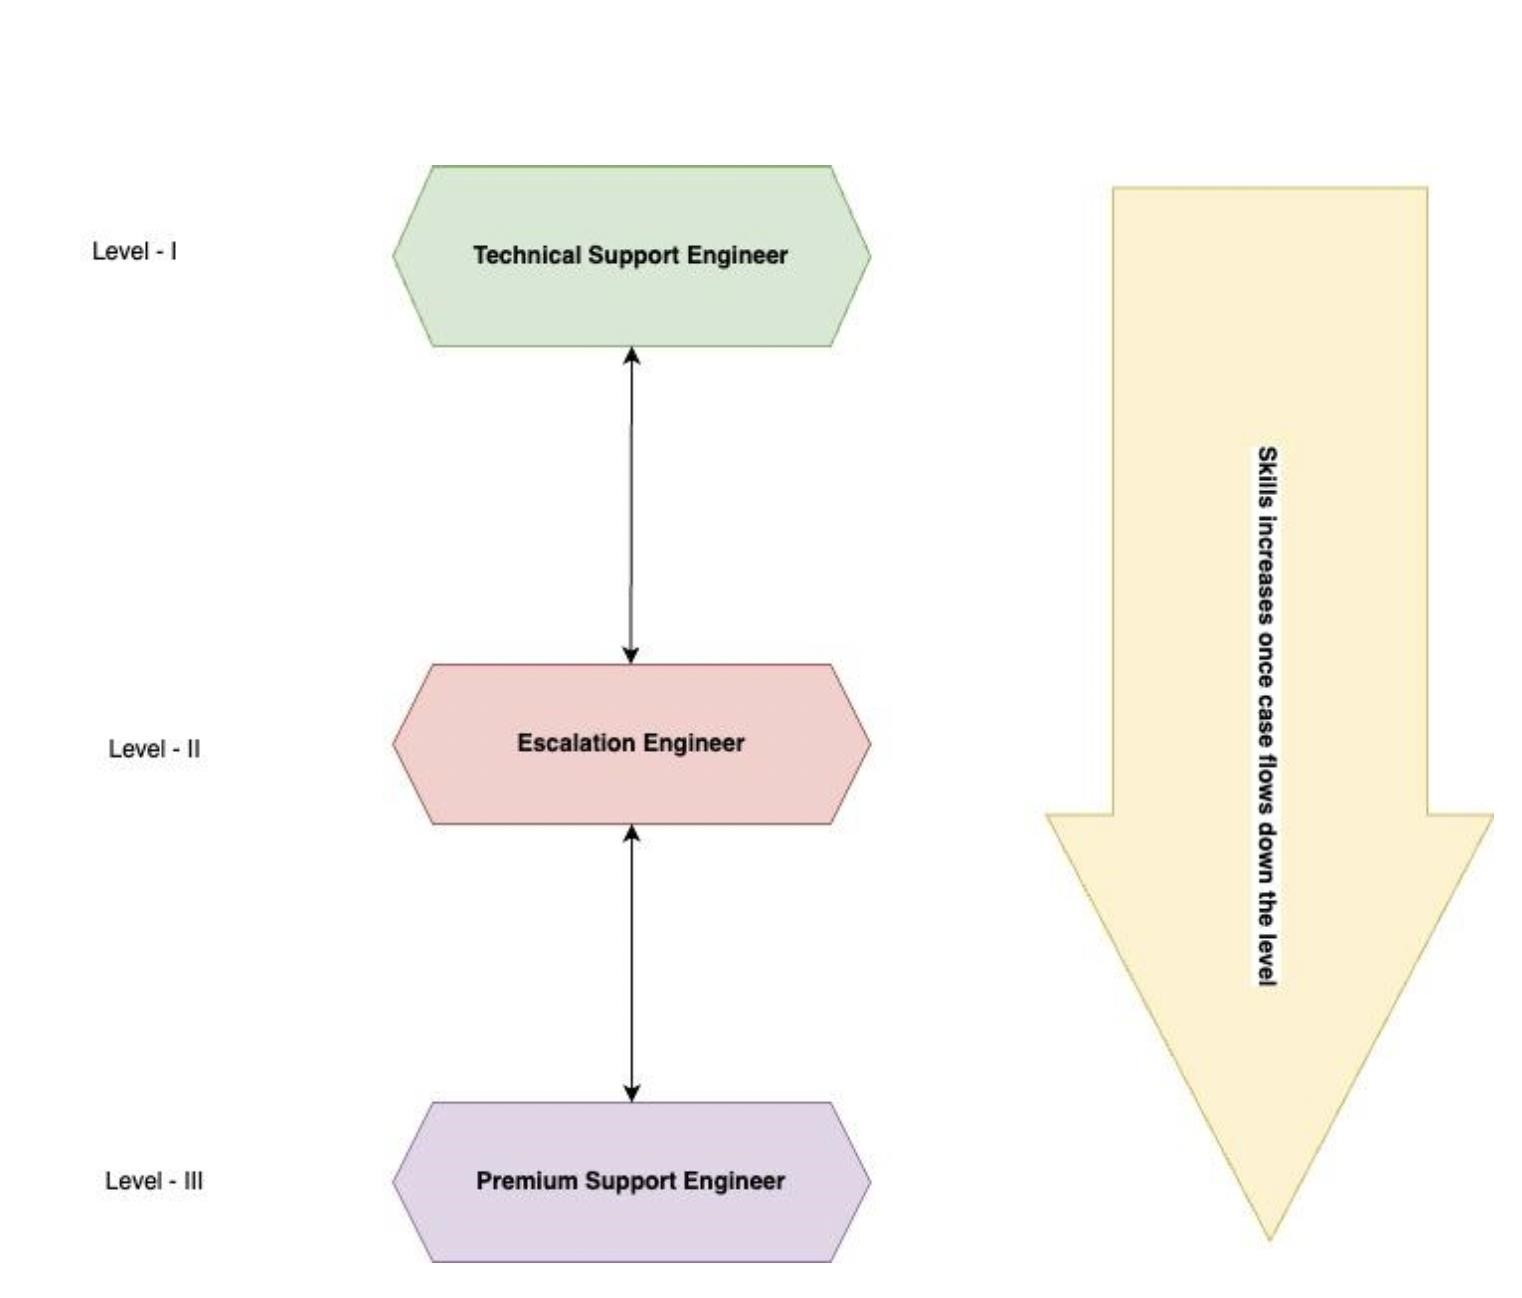 Level - I
Technical Support Engineer
Skills increases once case flows down the level
Level - II
Escalation Engineer
Level - III
Premium Support Engineer